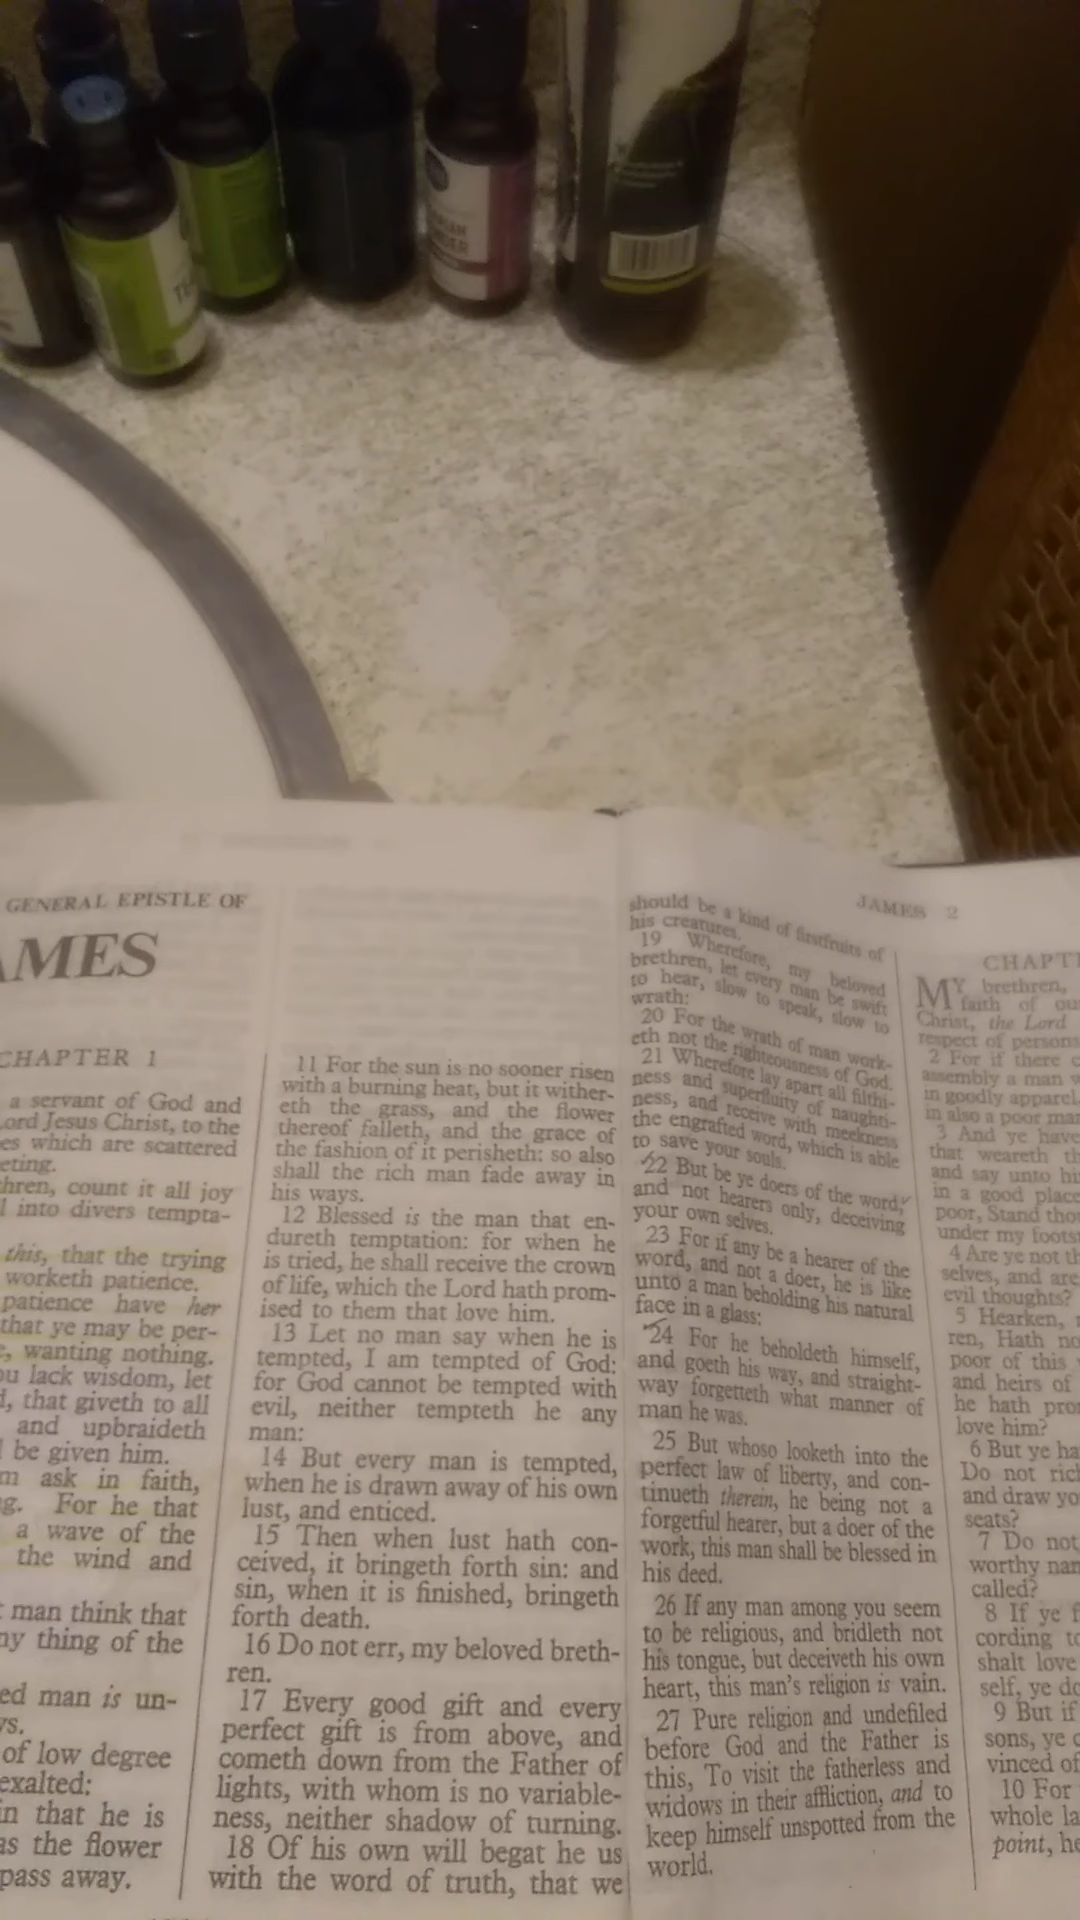 GENERAL EPISTLE OF
AMES
CHAPTER 1
a servant of God and
Lord Jesus Christ, to the
es which are scattered
eting.
hren, count it all joy
l into divers tempta-
this, that the trying
worketh patience.
patience have her
that ye may be per-
e, wanting nothing.
ou lack wisdom, let
d, that giveth to all
and upbraideth
l be given him.
m ask in faith,
ng. For he that
a wave of the
the wind and
t man think that
ny thing of the
ed man is un-
ys.
of low degree
exalted:
in that he is
as the flower
pass away.
11 For the sun is no sooner risen
with a burning heat, but it wither-
eth the grass, and the flower
thereof falleth, and the grace of
the fashion of it perisheth: so also
shall the rich man fade away in
his ways.
12 Blessed is the man that en-
dureth temptation: for when he
is tried, he shall receive the crown
of life, which the Lord hath prom-
ised to them that love him.
13 Let no man say when he is
tempted, I am tempted of God:
for God cannot be tempted with
evil, neither tempteth he any
man:
14 But every man is tempted,
when he is drawn away of his own
lust, and enticed.
15 Then when lust hath con-
ceived, it bringeth forth sin: and
sin, when it is finished, bringeth
forth death.
16 Do not err, my beloved breth-
ren.
17 Every good gift and every
perfect gift is from above, and
cometh down from the Father of
lights, with whom is no variable-
ness, neither shadow of turning.
18 Of his own will begat he us
with the word of truth, that we
JAMES 2
should be a kind of firstfruits of
his creatures.
19 Wherefore, my beloved
brethren, let every man be swift
to hear, slow to speak, slow to
wrath:
20 For the wrath of man work-
eth not the righteousness of God.
21 Wherefore lay apart all filthi-
ness and superfluity of naughti-
ness, and receive with meekness
the engrafted word, which is able
to save your souls.
22 But be ye doers of the word,
and not hearers only, deceiving
your own selves.
23 For if any be a hearer of the
word, and not a doer, he is like
unto a man beholding his natural
face in a glass:
24 For he beholdeth himself,
and goeth his way, and straight-
way forgetteth what manner of
man he was.
25 But whoso looketh into the
perfect law of liberty, and con-
tinueth therein, he being not a
forgetful hearer, but a doer of the
work, this man shall be blessed in
his deed.
26 If any man among you seem
to be religious, and bridleth not
his tongue, but deceiveth his own
heart, this man's religion is vain.
27 Pure religion and undefiled
before God and the Father is
this, To visit the fatherless and
widows in their affliction, and to
keep himself unspotted from the
world.
CHAPT
MY brethren,
faith of ou
Christ, the Lord
respect of persons
2 For if there c
assembly a man w
in goodly apparel,
in also a poor man
3 And ye have
that weareth th
and say unto hi
in a good place
poor, Stand tho
under my foots
4 Are ye not th
selves, and are
evil thoughts?
5 Hearken,
ren, Hath no
poor of this
and heirs of
he hath pro
love him?
6 But ye ha
Do not rich
and draw yo
seats?
7 Do not
worthy nam
called?
8 If ye f
cording to
shalt love
self, ye do
9 But if
sons, ye c
vinced of
10 For
whole la
point, he